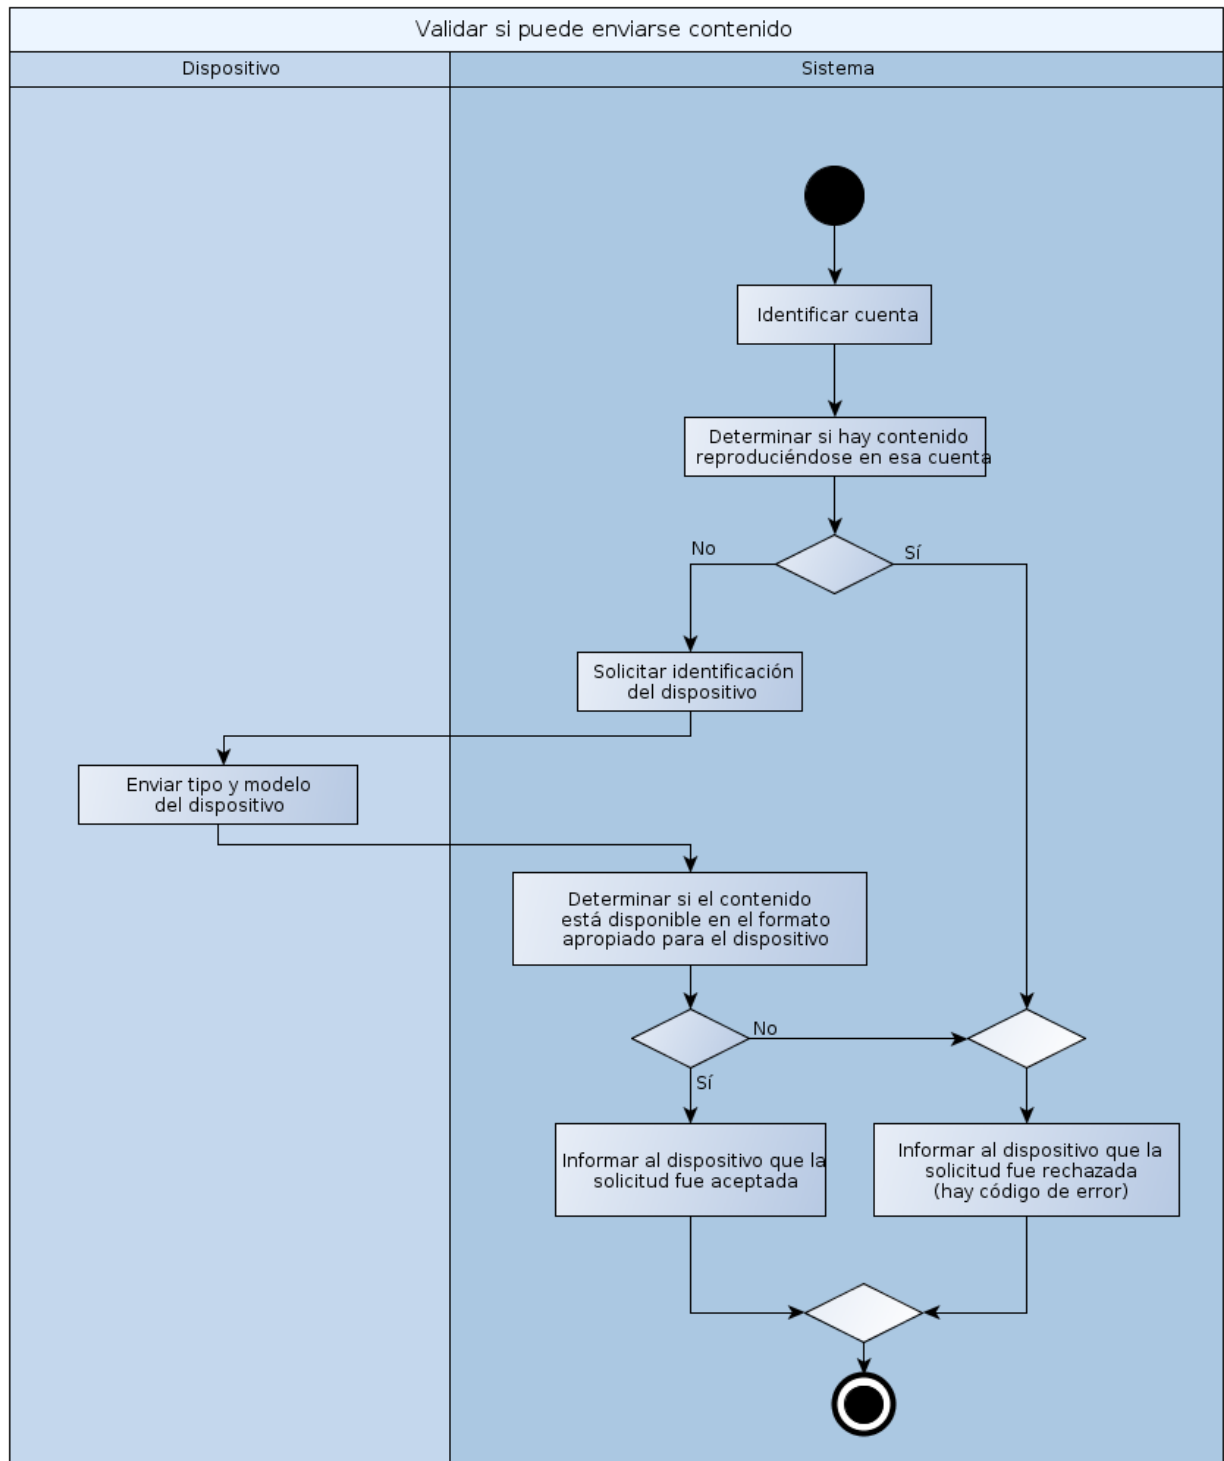 Validar si puede enviarse contenido
Dispositivo
Sistema
Identificar cuenta
Determinar si hay contenido
reproduciéndose en esa cuenta
No
Sí
Solicitar identificación
del dispositivo
Enviar tipo y modelo
del dispositivo
Determinar si el contenido
está disponible en el formato
apropiado para el dispositivo
No
Sí
Informar al dispositivo que la
solicitud fue aceptada
Informar al dispositivo que la
solicitud fue rechazada
(hay código de error)